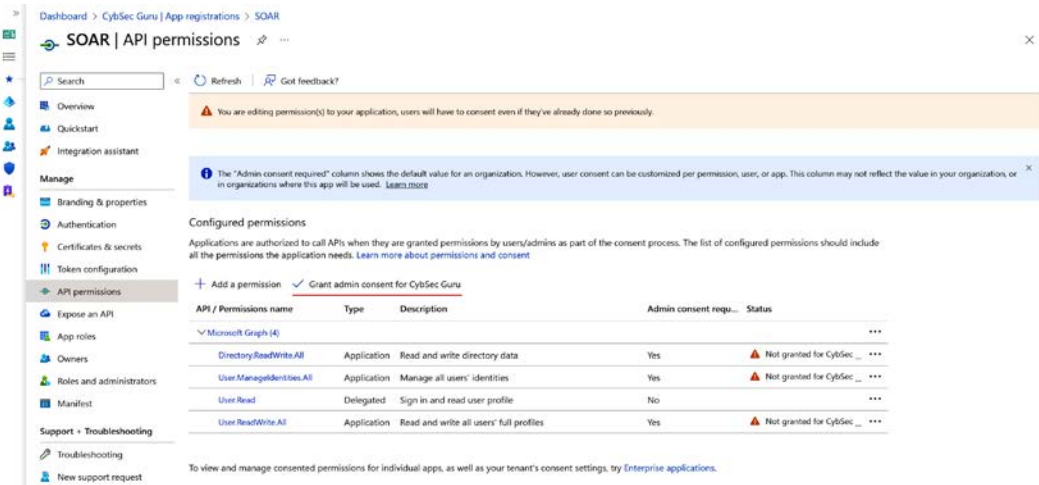 Dashboard > CybSec Guru | App registrations > SOAR
SOAR | API permissions
Search
Refresh
Got feedback?
Overview
Quickstart
Integration assistant
Manage
Branding & properties
Authentication
Certificates & secrets
Token configuration
API permissions
Expose an API
App roles
Owners
Roles and administrators
Manifest
Support + Troubleshooting
Troubleshooting
New support request
You are editing permission(s) to your application, users will have to consent even if they've already done so previously.
The "Admin consent required" column shows the default value for an organization. However, user consent can be customized per permission, user, or app. This column may not reflect the value in your organization, or
in organizations where this app will be used. Learn more
Configured permissions
Applications are authorized to call APIs when they are granted permissions by users/admins as part of the consent process. The list of configured permissions should include
all the permissions the application needs. Learn more about permissions and consent
Add a permission Grant admin consent for CybSec Guru
API / Permissions name Type Description Admin consent requ... Status
Microsoft Graph (4)
Directory.ReadWrite.All Application Read and write directory data Yes Not granted for CybSec ...
User.ManageIdentities.All Application Manage all users' identities Yes Not granted for CybSec ...
User.Read Delegated Sign in and read user profile No
User.ReadWrite.All Application Read and write all users' full profiles Yes Not granted for CybSec ...
To view and manage consented permissions for individual apps, as well as your tenant's consent settings, try Enterprise applications.